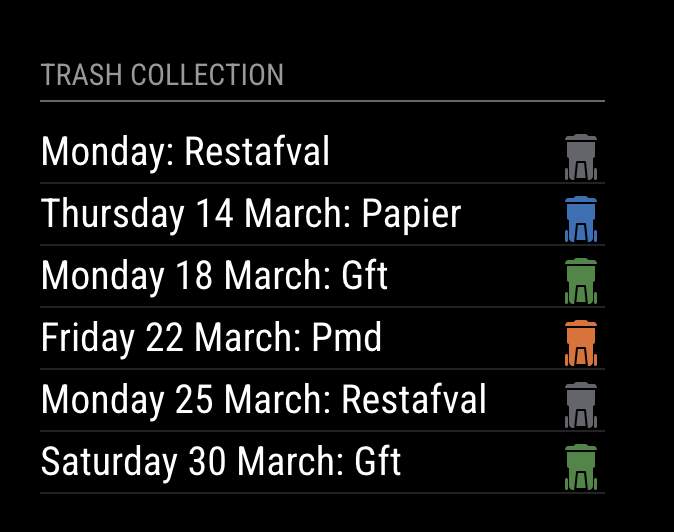 TRASH COLLECTION
Monday: Restafval
Thursday 14 March: Papier
Monday 18 March: Gft
Friday 22 March: Pmd
Monday 25 March: Restafval
Saturday 30 March: Gft